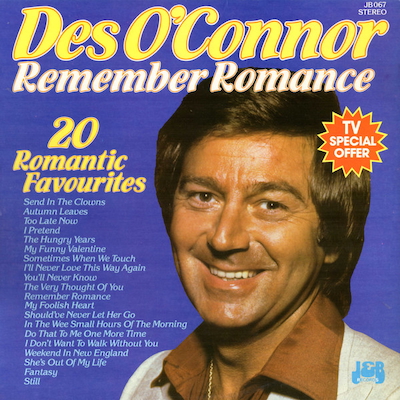 JB 067
STEREO
Des O'Connor
Remember Romance
20
Romantic
Favourites
TV
SPECIAL
OFFER
Send In The Clowns
Autumn Leaves
Too Late Now
I Pretend
The Hungry Years
My Funny Valentine
Sometimes When We Touch
I'll Never Love This Way Again
You'll Never Know
The Very Thought Of You
Remember Romance
My Foolish Heart
Should've Never Let Her Go
In The Wee Small Hours Of The Morning
Do That To Me One More Time
I Don't Want To Walk Without You
Weekend In New England
She's Out Of My Life
Fantasy
Still
J&B